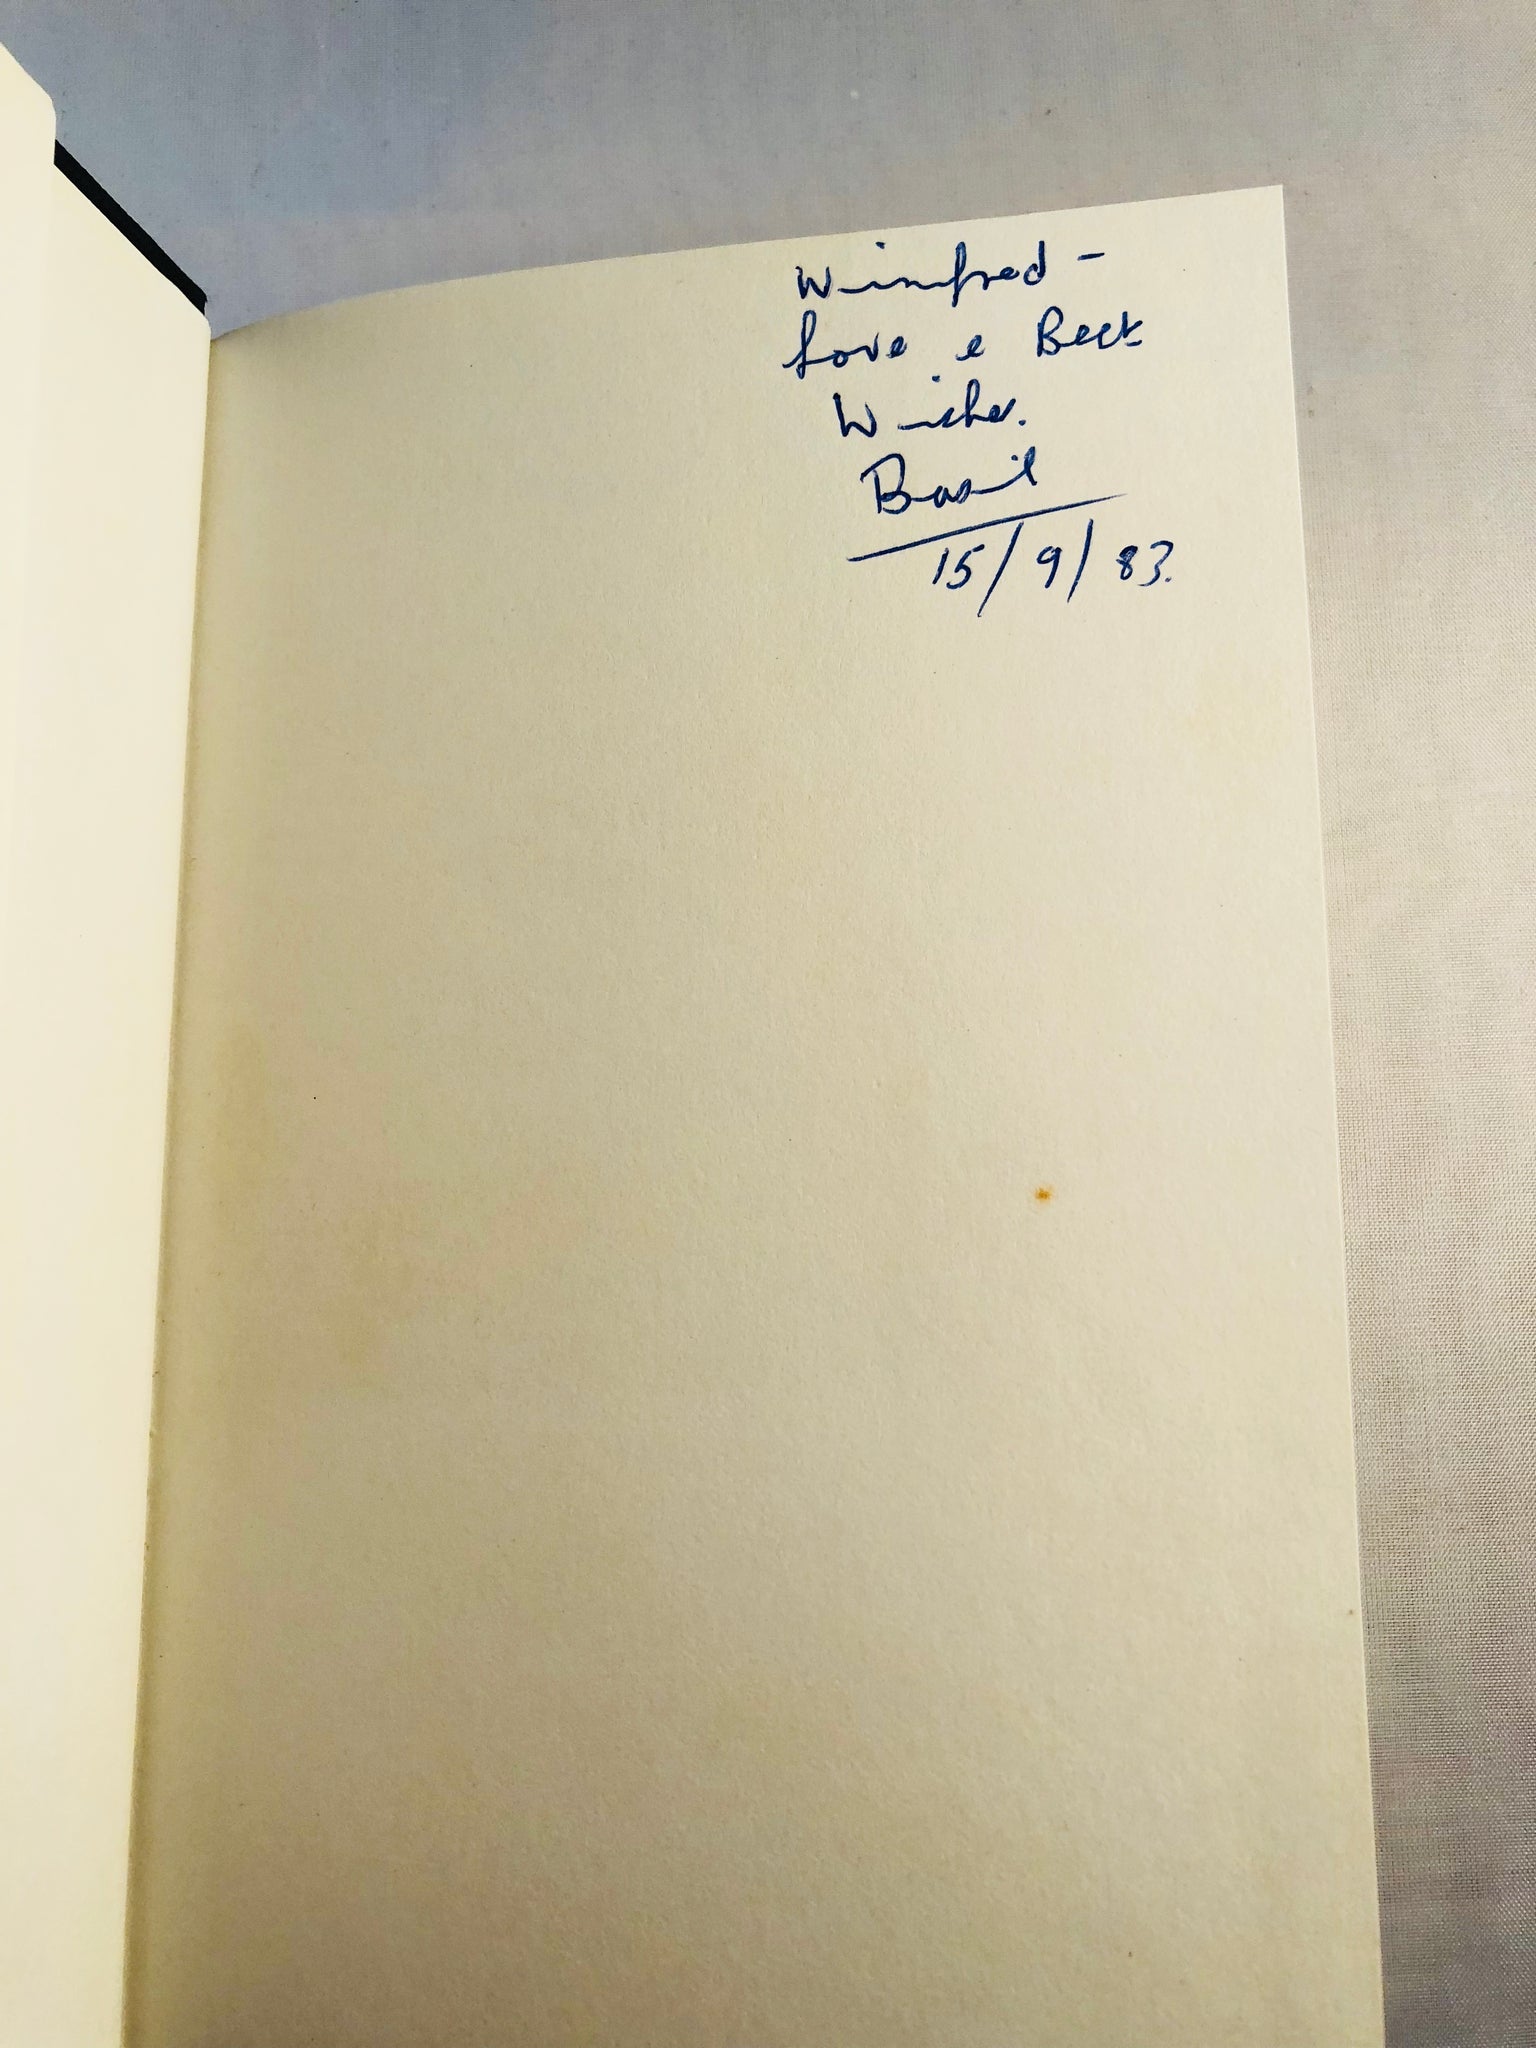 Winifred -
Love & Best
Wishes.
Basil
15/9/83.